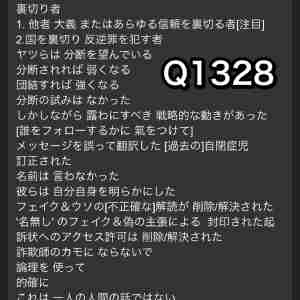 裏切り者
1. 他者 大義 またはあらゆる信頼を裏切る者[注目]
2 国を裏切り 反逆罪を犯す者
ヤツらは 分断を望んでいる
Q1328
分断されれば 弱くなる
団結すれば 強くなる
分断の試みは なかった
しかしながら 露わにすべき 戦略的な動きがあった
[誰をフォローするかに 氣をつけて]
メッセージを誤って翻訳した [過去の]自閉症児
訂正された
名前は 言わなかった
彼らは 自分自身を明らかにした
フェイク&ウソの[不正確な]解読が 削除/解決された
'名無し' のフェイク&偽の主張による 封印された起
訴状へのアクセス許可は 削除/解決された
詐欺師のカモに ならないで
論理を 使って
的確に
これは 一人の人間の話ではない